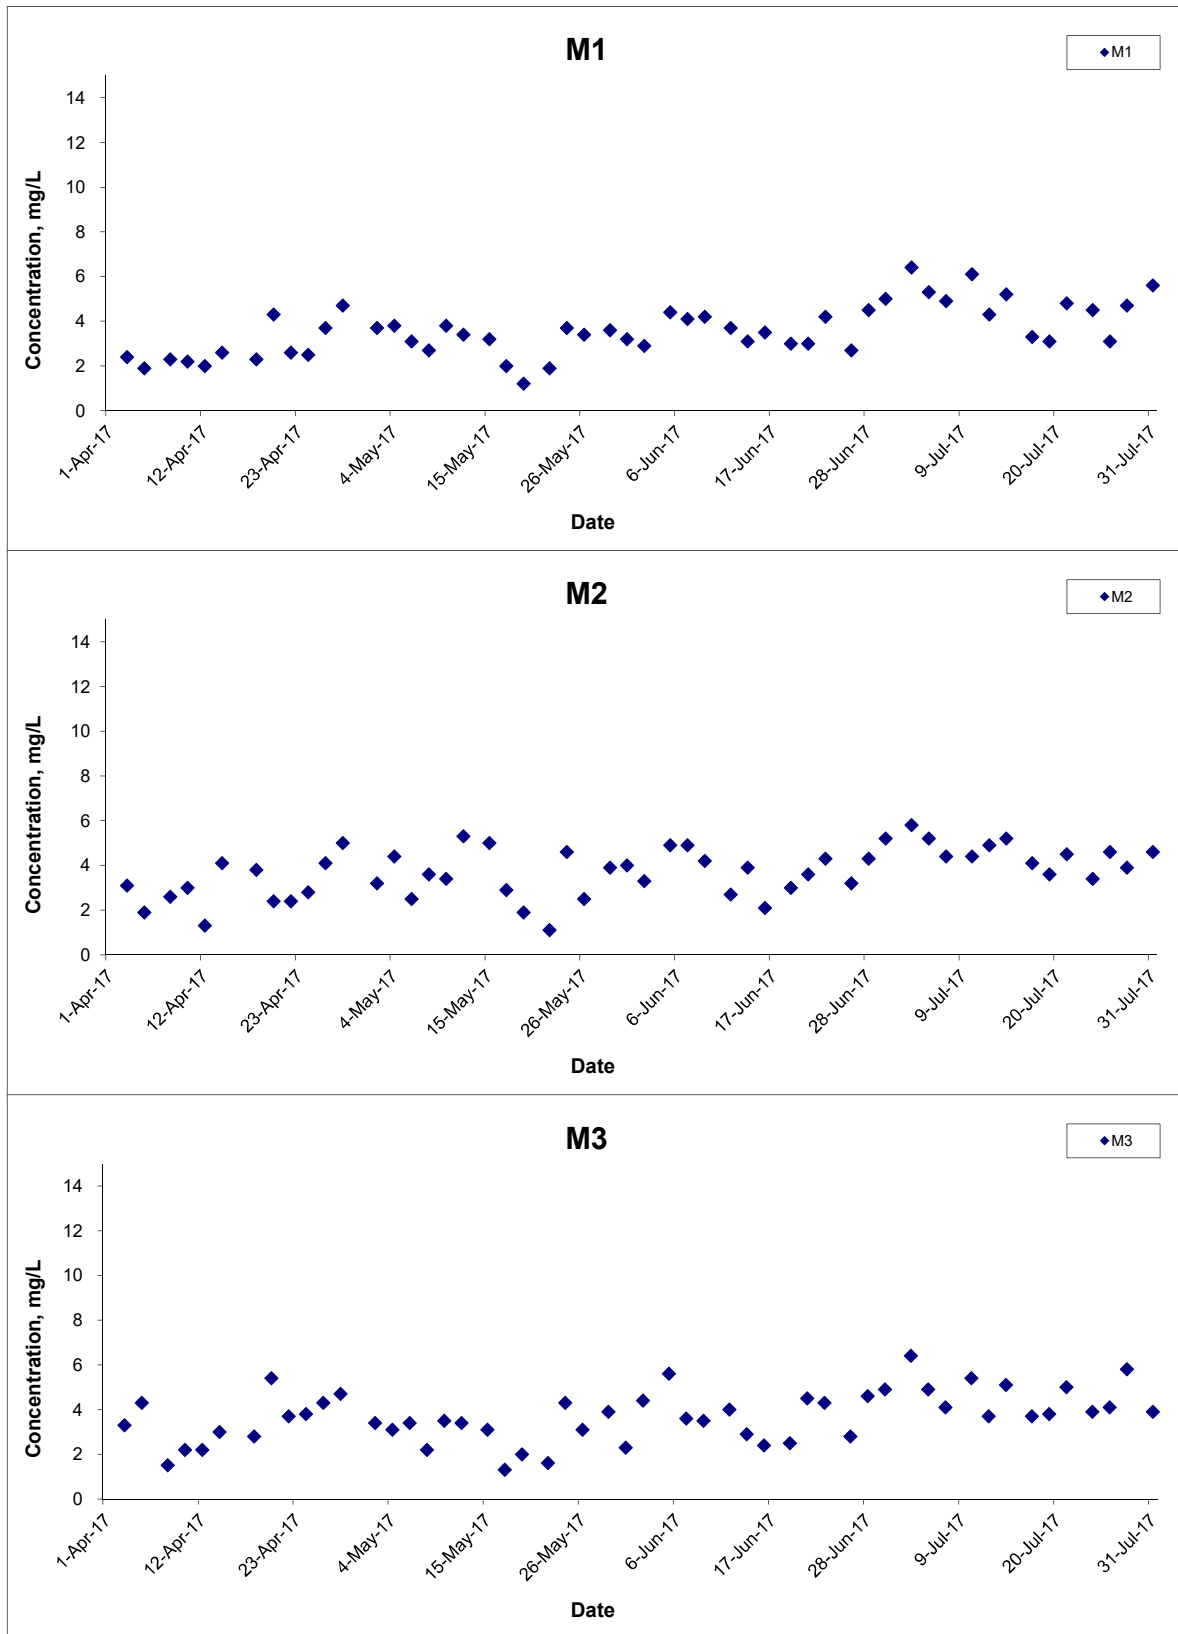 M1
M1
14
12
10
8
6
4
2
0
Concentration, mg/L
1-Apr-17
12-Apr-17
23-Apr-17
4-May-17
15-May-17
26-May-17
6-Jun-17
17-Jun-17
28-Jun-17
9-Jul-17
20-Jul-17
31-Jul-17
Date
M2
M2
14
12
10
8
6
4
2
0
Concentration, mg/L
1-Apr-17
12-Apr-17
23-Apr-17
4-May-17
15-May-17
26-May-17
6-Jun-17
17-Jun-17
28-Jun-17
9-Jul-17
20-Jul-17
31-Jul-17
Date
M3
M3
14
12
10
8
6
4
2
0
Concentration, mg/L
1-Apr-17
12-Apr-17
23-Apr-17
4-May-17
15-May-17
26-May-17
6-Jun-17
17-Jun-17
28-Jun-17
9-Jul-17
20-Jul-17
31-Jul-17
Date